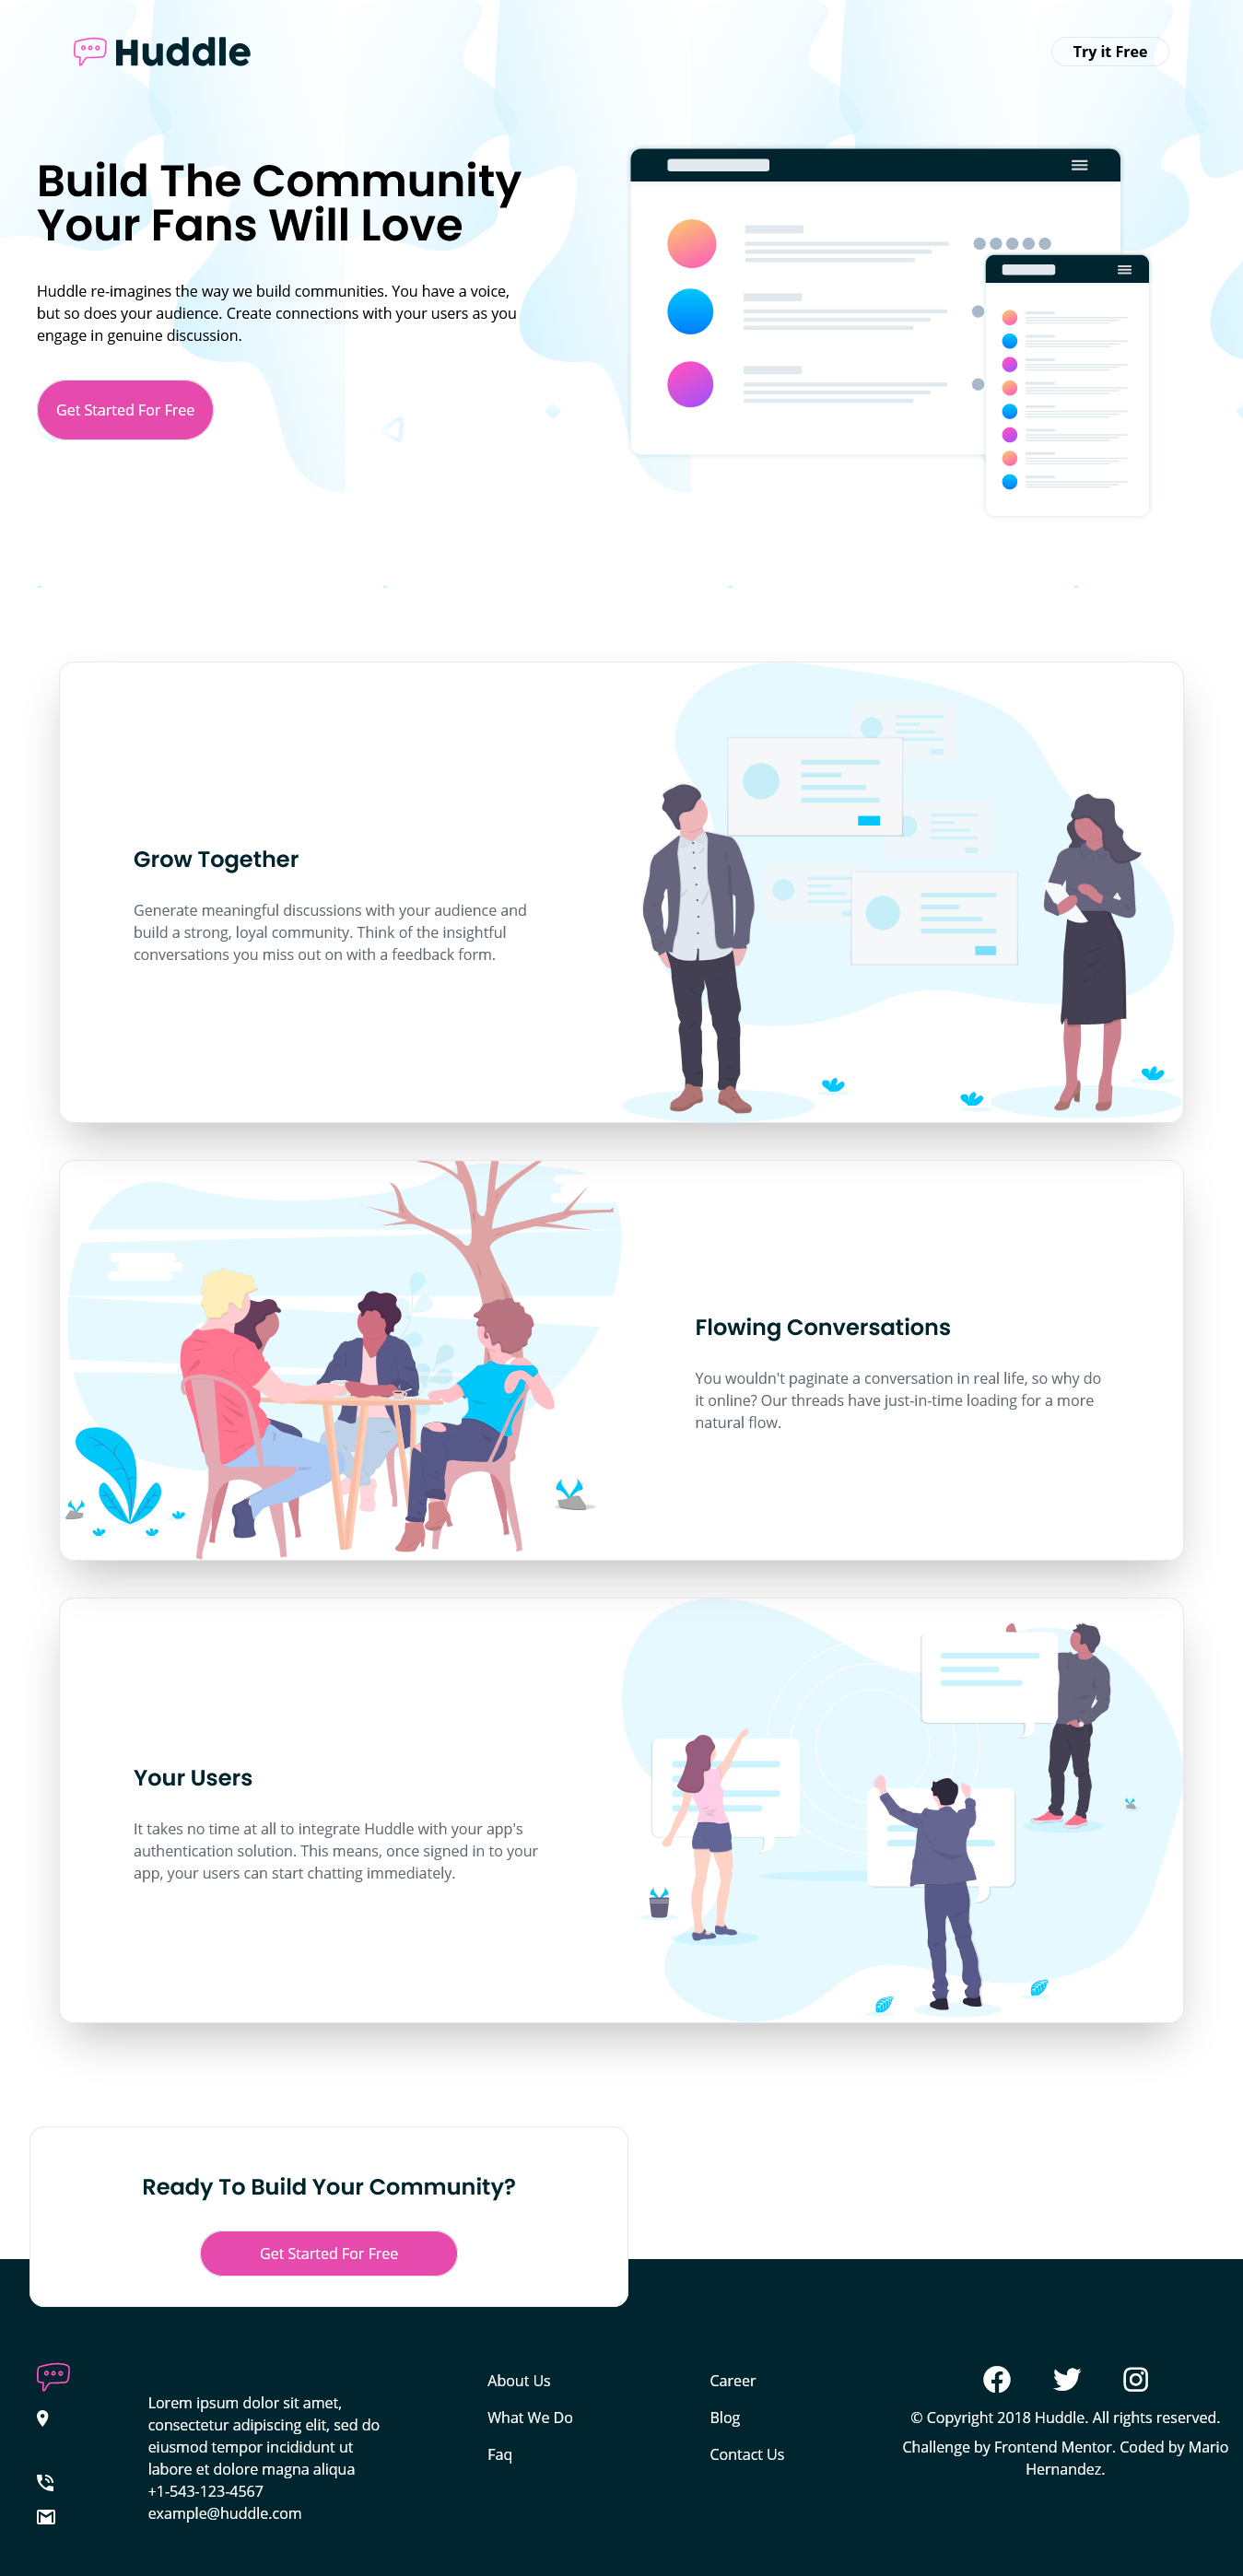 Huddle
Try it Free
Build The Community
Your Fans Will Love
Huddle re-imagines the way we build communities. You have a voice,
but so does your audience. Create connections with your users as you
engage in genuine discussion.
Get Started For Free
Grow Together
Generate meaningful discussions with your audience and
build a strong, loyal community. Think of the insightful
conversations you miss out on with a feedback form.
Flowing Conversations
You wouldn't paginate a conversation in real life, so why do
it online? Our threads have just-in-time loading for a more
natural flow.
Your Users
It takes no time at all to integrate Huddle with your app's
authentication solution. This means, once signed in to your
app, your users can start chatting immediately.
Ready To Build Your Community?
Get Started For Free
Lorem ipsum dolor sit amet,
consectetur adipiscing elit, sed do
eiusmod tempor incididunt ut
labore et dolore magna aliqua
+1-543-123-4567
example@huddle.com
About Us
What We Do
Faq
Career
Blog
Contact Us
© Copyright 2018 Huddle. All rights reserved.
Challenge by Frontend Mentor. Coded by Mario
Hernandez.